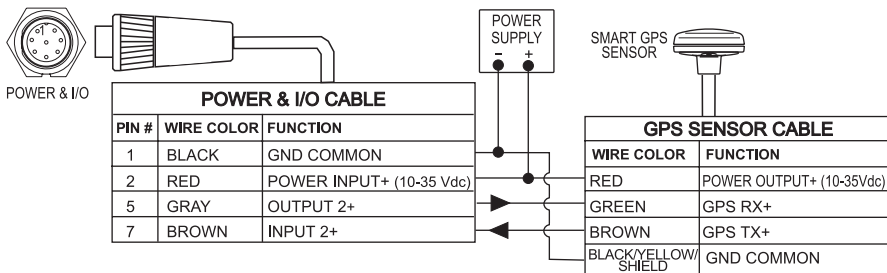 1
POWER & I/O
POWER
SUPPLY
- +
SMART GPS
SENSOR
POWER & I/O CABLE
PIN # WIRE COLOR FUNCTION
1 BLACK GND COMMON
2 RED POWER INPUT+ (10-35 Vdc)
5 GRAY OUTPUT 2+
7 BROWN INPUT 2+
GPS SENSOR CABLE
WIRE COLOR FUNCTION
RED POWER OUTPUT+ (10-35Vdc)
GREEN GPS RX+
BROWN GPS TX+
BLACK/YELLOW/
SHIELD GND COMMON